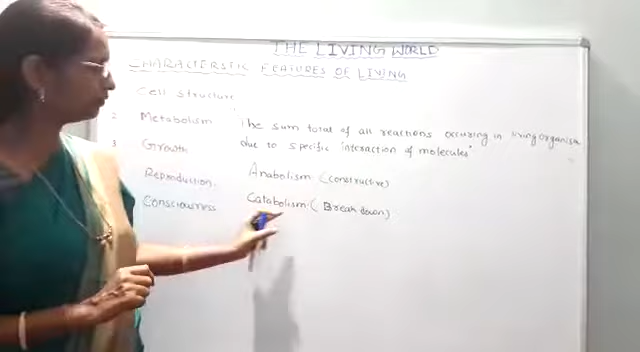 THE LIVING WORLD
CHARACTERSTIC FEATURES OF LIVING
Cell structure
2 Metabolism "The sum total of all reactions occuring in living organism
due to specific interaction of molecules"
3 Growth
Reproduction. Anabolism (constructive)
Consciousness Catabolism (Break down)